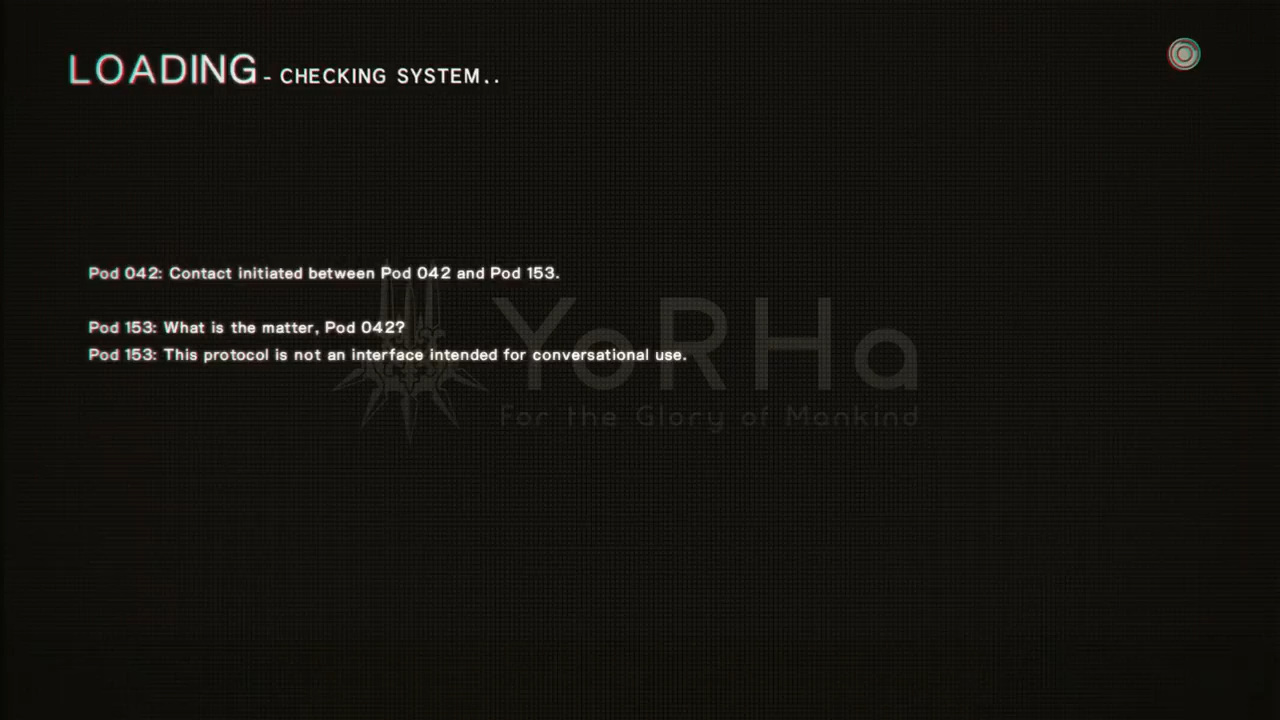 LOADING - CHECKING SYSTEM..
Pod 042: Contact initiated between Pod 042 and Pod 153.
Pod 153: What is the matter, Pod 042?
Pod 153: This protocol is not an interface intended for conversational use.
YoRHa
For the Glory of Mankind